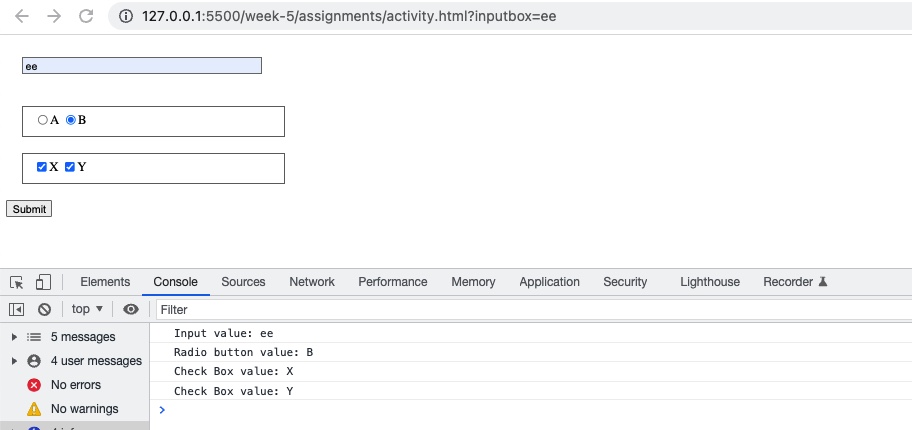 127.0.0.1:5500/week-5/assignments/activity.html?inputbox=ee
ee
A B
X Y
Submit
Elements Console Sources Network Performance Memory Application Security Lighthouse Recorder
top Filter
5 messages
4 user messages
No errors
No warnings
Input value: ee
Radio button value: B
Check Box value: X
Check Box value: Y